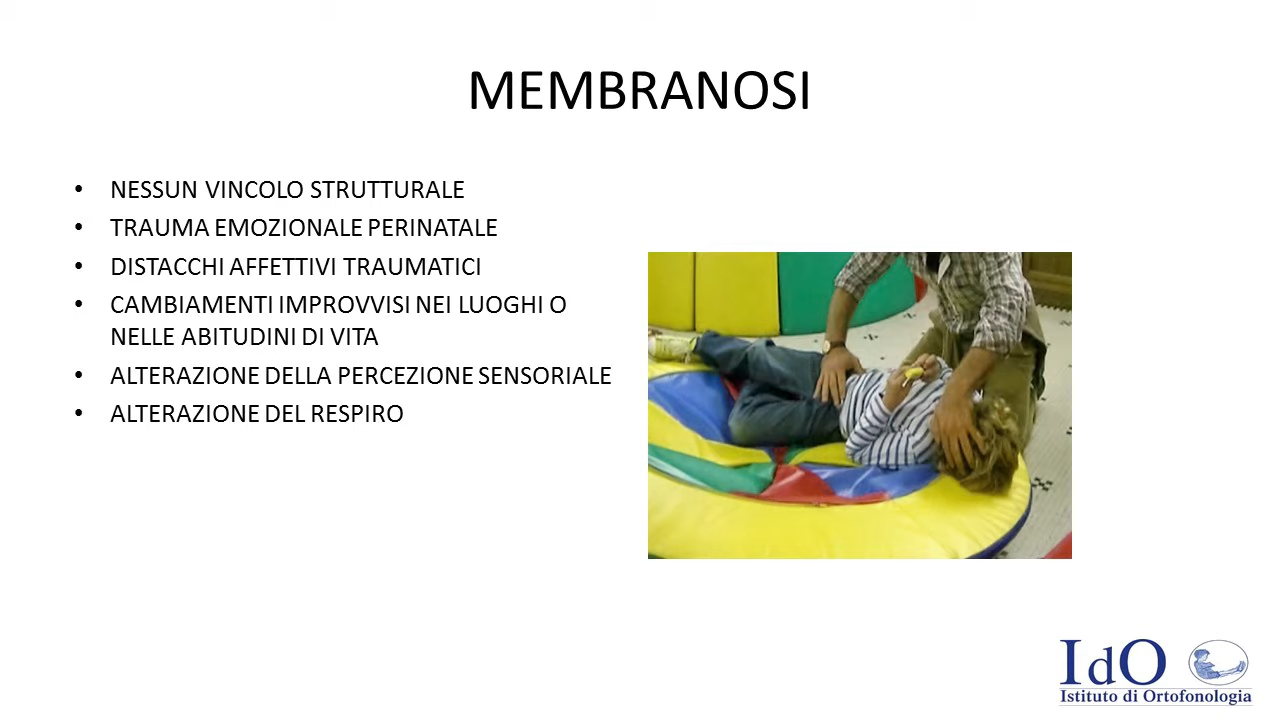 MEMBRANOSI
• NESSUN VINCOLO STRUTTURALE
• TRAUMA EMOZIONALE PERINATALE
• DISTACCHI AFFETTIVI TRAUMATICI
• CAMBIAMENTI IMPROVVISI NEI LUOGHI O
NELLE ABITUDINI DI VITA
• ALTERAZIONE DELLA PERCEZIONE SENSORIALE
• ALTERAZIONE DEL RESPIRO
IdO
Istituto di Ortofonologia